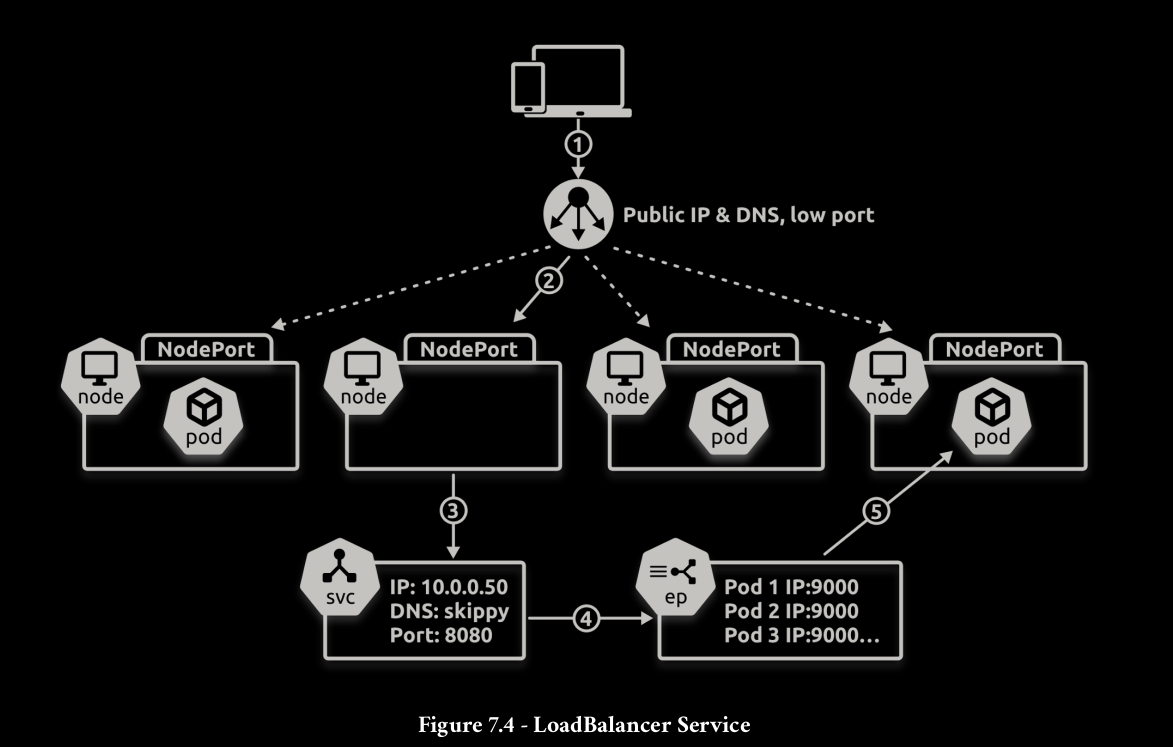 1
Public IP & DNS, low port
2
NodePort
NodePort
NodePort
NodePort
node
node
node
node
pod
pod
pod
3
5
svc
IP: 10.0.0.50
DNS: skippy
Port: 8080
4
ep
Pod 1 IP:9000
Pod 2 IP:9000
Pod 3 IP:9000...
Figure 7.4 - LoadBalancer Service